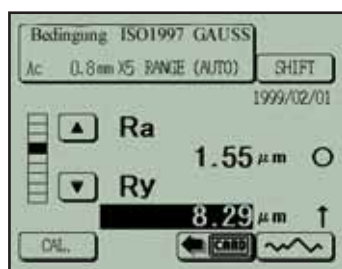 Bedingung ISO1997 GAUSS
λc 0.8mm X5 RANGE (AUTO) SHIFT
1999/02/01
Ra
1.55 μm
Ry
8.29 μm ↑
CAL. CARD